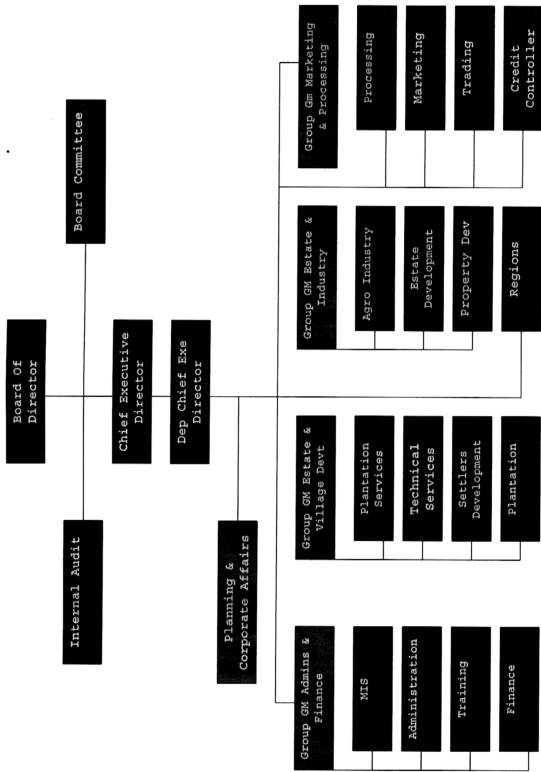 Board Of
Director
Internal Audit
Board Committee
Chief Executive
Director
Dep Chief Exe
Director
Planning &
Corporate Affairs
Group GM Admins &
Finance
MIS
Administration
Training
Finance
Group GM Estate &
Village Devt
Plantation
Services
Technical
Services
Settlers
Development
Plantation
Group GM Estate &
Industry
Agro Industry
Estate
Development
Property Dev
Regions
Group Gm Marketing
& Processing
Processing
Marketing
Trading
Credit
Controller